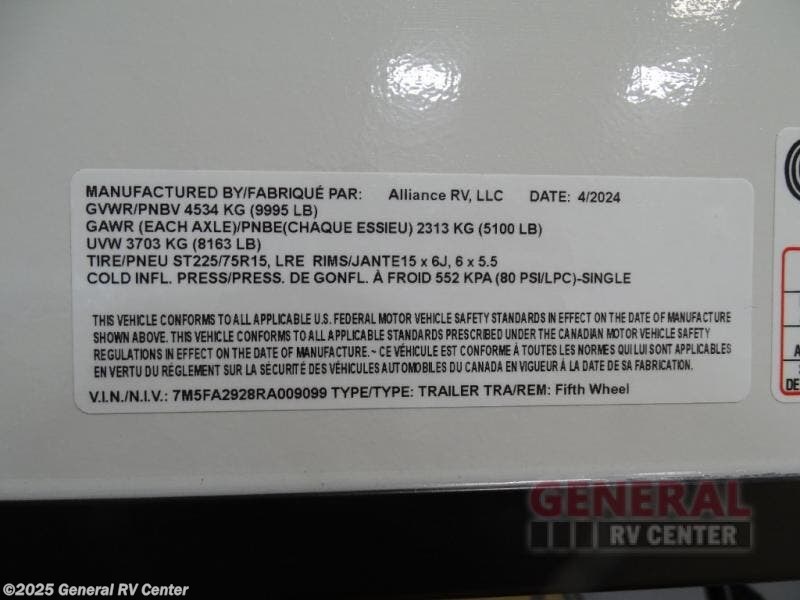 MANUFACTURED BY/FABRIQUÉ PAR: Alliance RV, LLC DATE: 4/2024
GVWR/PNBV 4534 KG (9995 LB)
GAWR (EACH AXLE)/PNBE(CHAQUE ESSIEU) 2313 KG (5100 LB)
UVW 3703 KG (8163 LB)
TIRE/PNEU ST225/75R15, LRE RIMS/JANTE15 x 6J, 6 x 5.5
COLD INFL. PRESS/PRESS. DE GONFL. À FROID 552 KPA (80 PSI/LPC)-SINGLE
THIS VEHICLE CONFORMS TO ALL APPLICABLE U.S. FEDERAL MOTOR VEHICLE SAFETY STANDARDS IN EFFECT ON THE DATE OF MANUFACTURE
SHOWN ABOVE. THIS VEHICLE CONFORMS TO ALL APPLICABLE STANDARDS PRESCRIBED UNDER THE CANADIAN MOTOR VEHICLE SAFETY
REGULATIONS IN EFFECT ON THE DATE OF MANUFACTURE.~ CE VÉHICULE EST CONFORME À TOUTES LES NORMES QUI LUI SONT APPLICABLES
EN VERTU DU RÉGLEMENT SUR LA SÉCURITÉ DES VÉHICULES AUTOMOBILES DU CANADA EN VIGUEUR À LA DATE DE SA FABRICATION.
V.I.N./N.I.V.: 7M5FA2928RA009099 TYPE/TYPE: TRAILER TRA/REM: Fifth Wheel
DE
GENERAL
RV CENTER
©2025 General RV Center